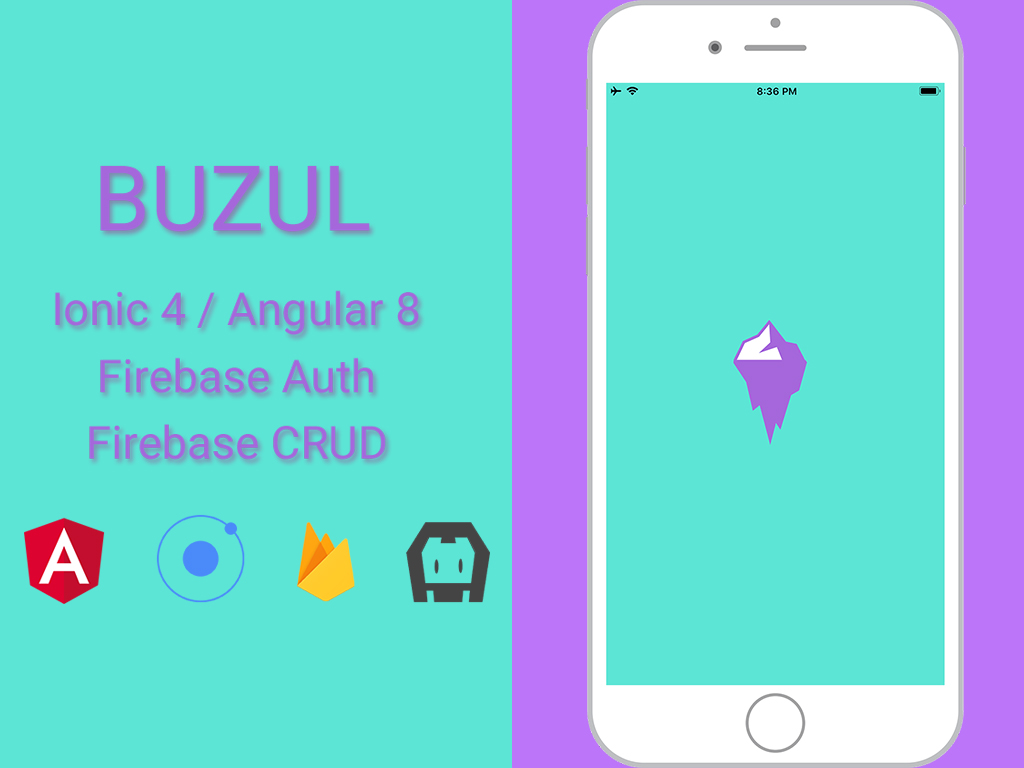 BUZUL
Ionic 4 / Angular 8
Firebase Auth
Firebase CRUD
A
8:36 PM